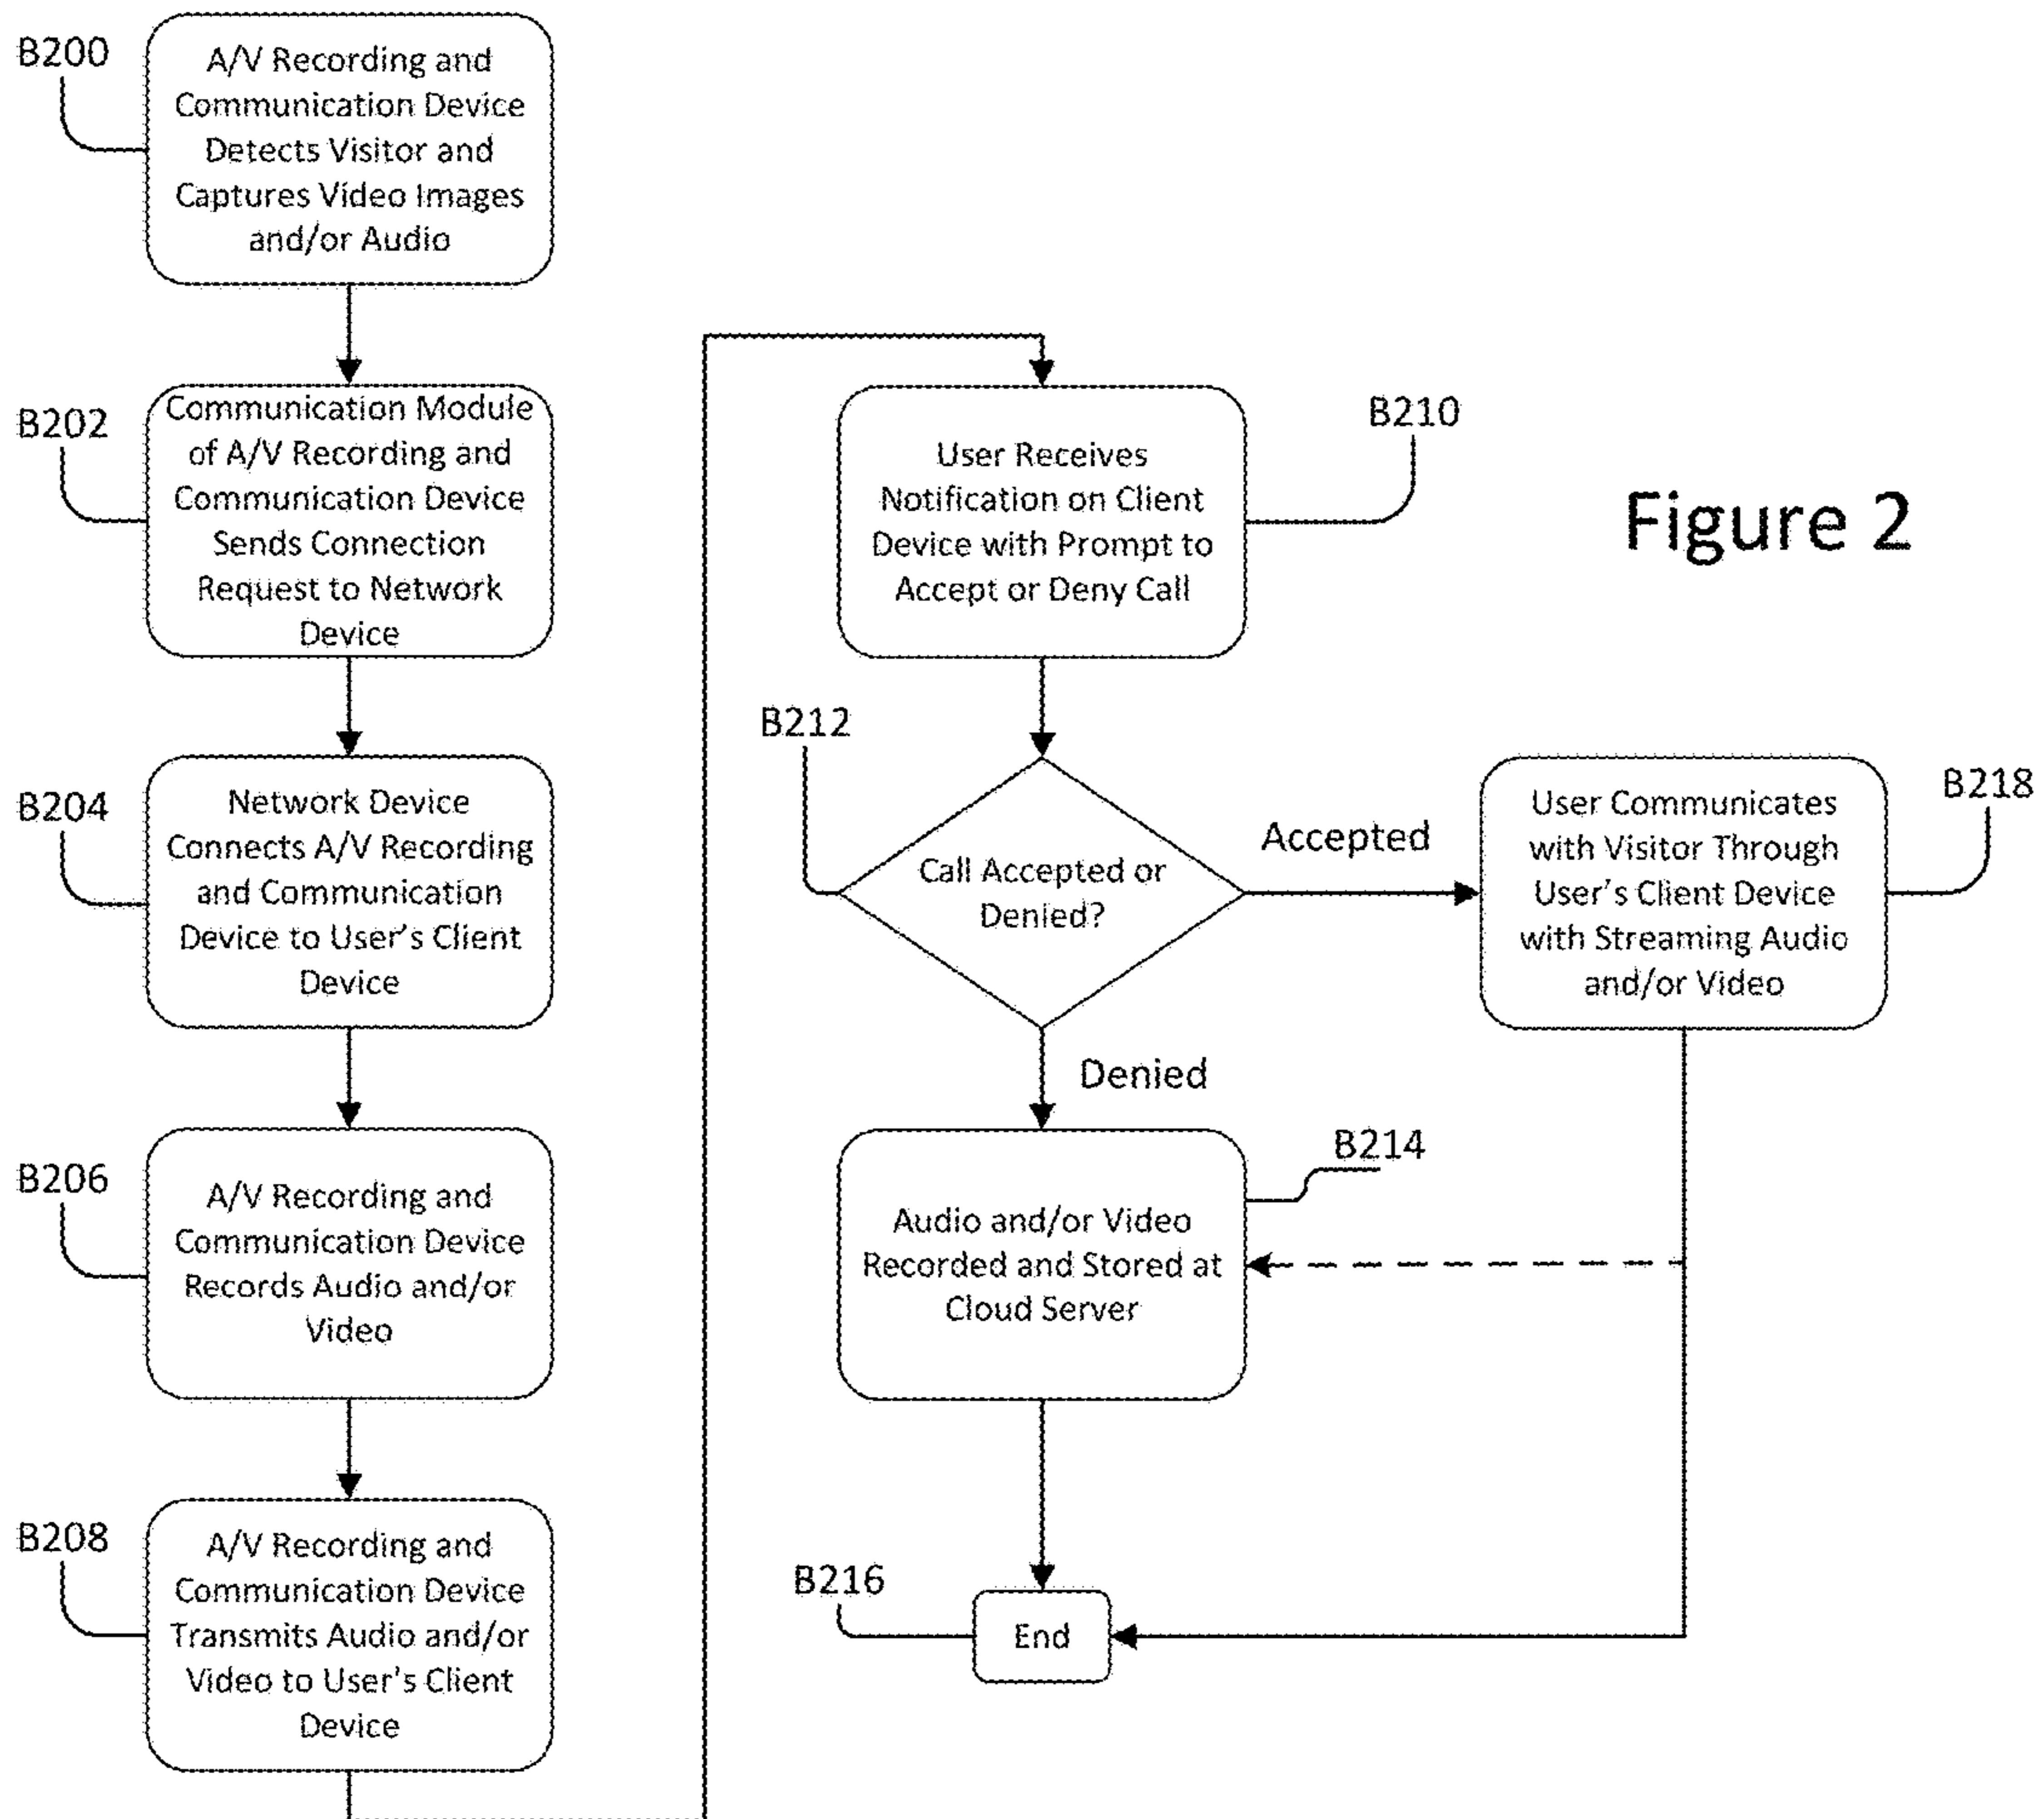 B200
A/V Recording and
Communication Device
Detects Visitor and
Captures Video Images
and/or Audio
B202
Communication Module
of A/V Recording and
Communication Device
Sends Connection
Request to Network
Device
B204
Network Device
Connects A/V Recording
and Communication
Device to User's Client
Device
B206
A/V Recording and
Communication Device
Records Audio and/or
Video
B208
A/V Recording and
Communication Device
Transmits Audio and/or
Video to User's Client
Device
B210
User Receives
Notification on Client
Device with Prompt to
Accept or Deny Call
Figure 2
B212
Call Accepted or
Denied?
Accepted
B218
User Communicates
with Visitor Through
User's Client Device
with Streaming Audio
and/or Video
Denied
B214
Audio and/or Video
Recorded and Stored at
Cloud Server
B216
End